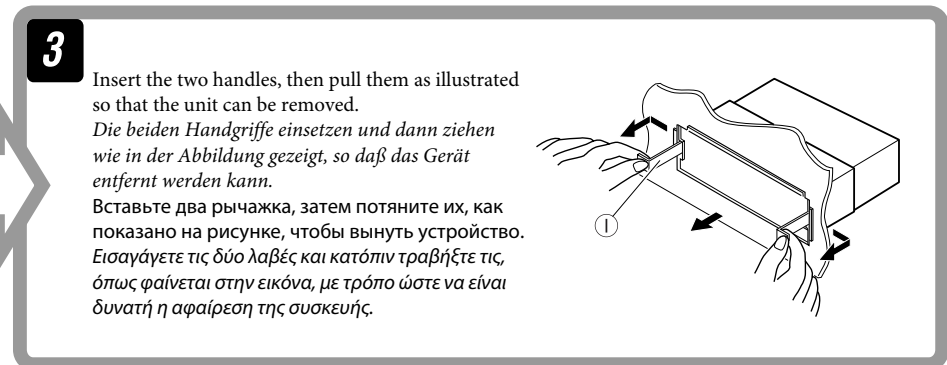 3
Insert the two handles, then pull them as illustrated
so that the unit can be removed.
Die beiden Handgriffe einsetzen und dann ziehen
wie in der Abbildung gezeigt, so daß das Gerät
entfernt werden kann.
Вставьте два рычажка, затем потяните их, как
показано на рисунке, чтобы вынуть устройство.
Εισαγάγετε τις δύο λαβές και κατόπιν τραβήξτε τις,
όπως φαίνεται στην εικόνα, με τρόπο ώστε να είναι
δυνατή η αφαίρεση της συσκευής.
Ⓘ